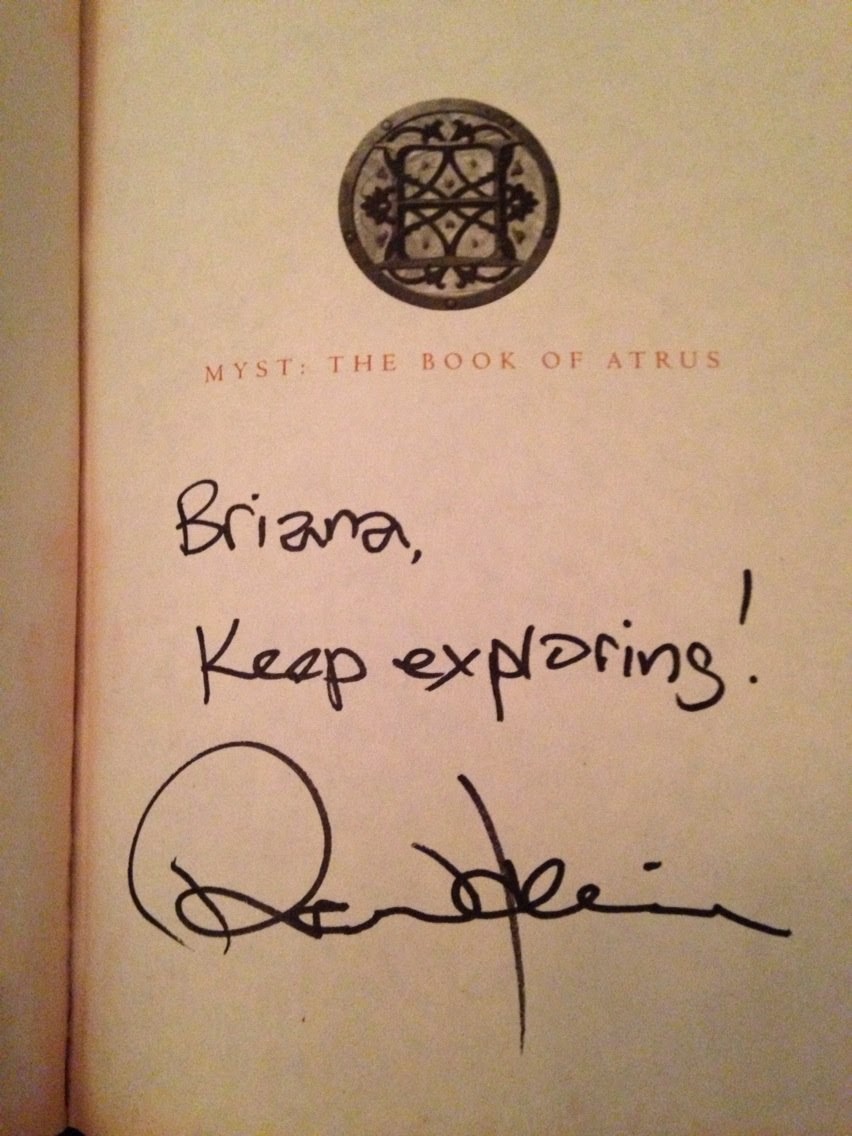 MYST: THE BOOK OF ATRUS
Briana,
Keep exploring!